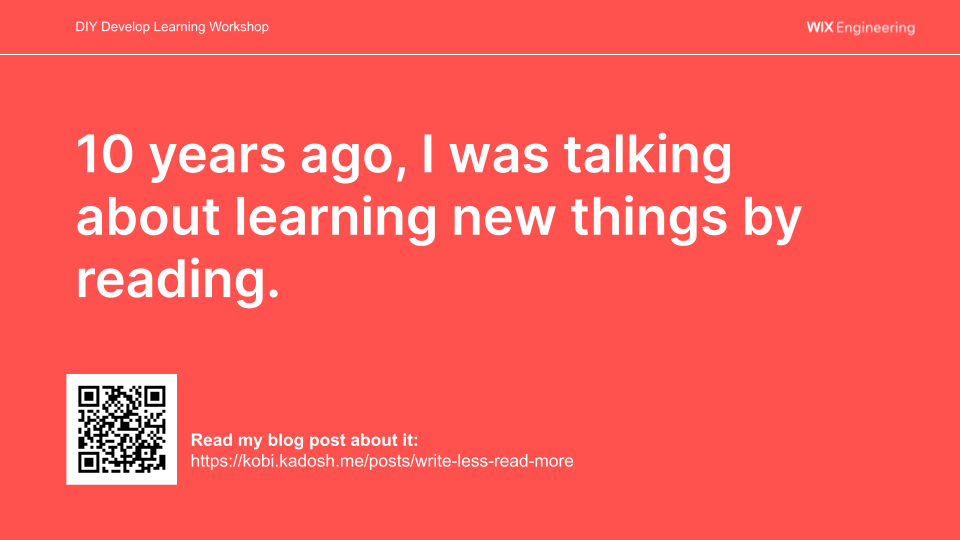 DIY Develop Learning Workshop
WiX Engineering
10 years ago, I was talking
about learning new things by
reading.
Read my blog post about it:
https://kobi.kadosh.me/posts/write-less-read-more